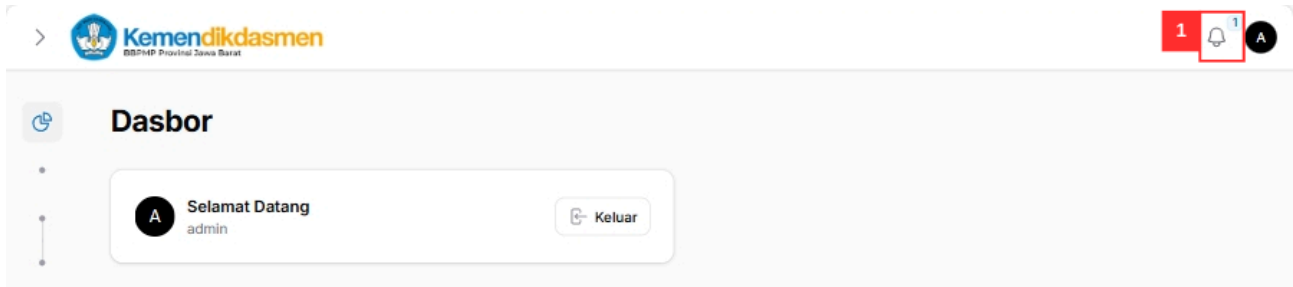 Kemendikdasmen
BBPMP Provinsi Jawa Barat
1
1
A
Dasbor
A
Selamat Datang
admin
Keluar